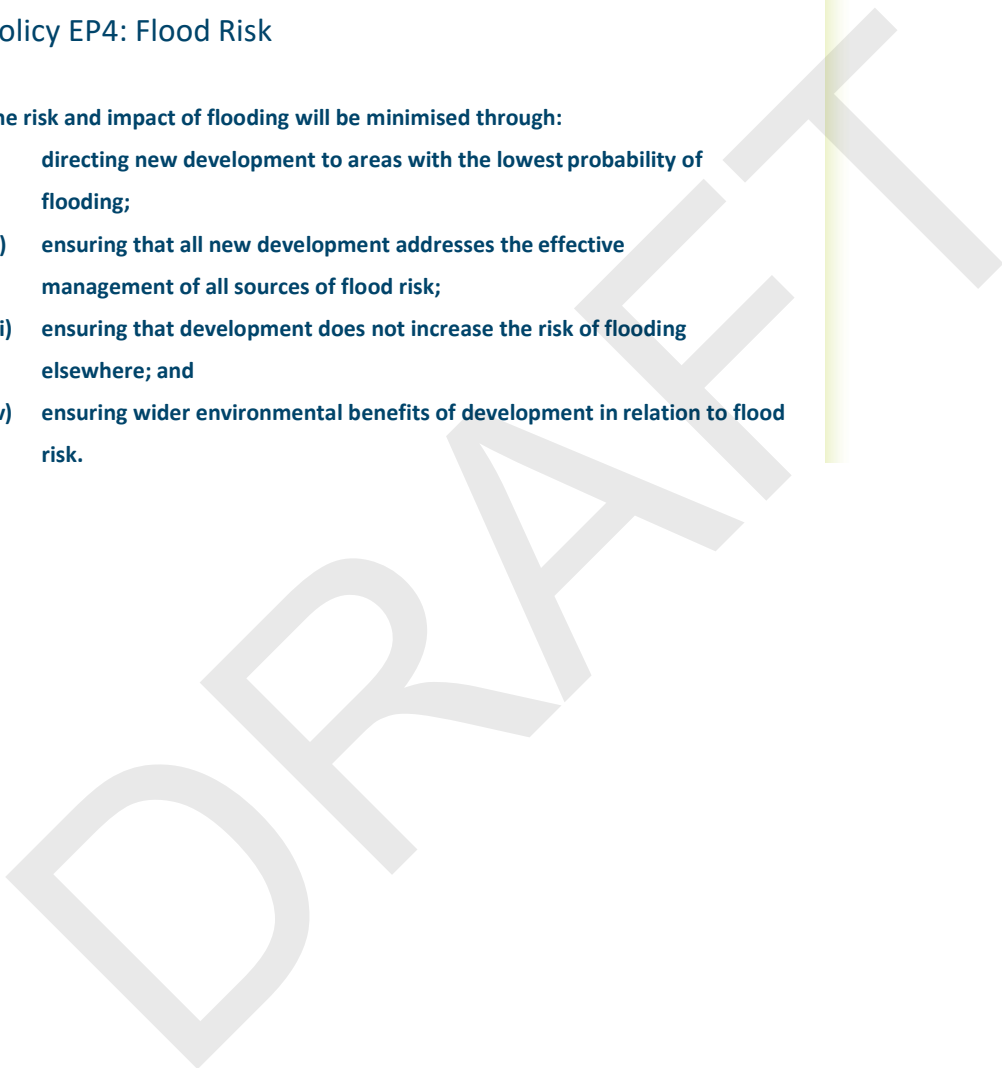 olicy EP4: Flood Risk
he risk and impact of flooding will be minimised through:
directing new development to areas with the lowest probability of
flooding;
) ensuring that all new development addresses the effective
management of all sources of flood risk;
i) ensuring that development does not increase the risk of flooding
elsewhere; and
v) ensuring wider environmental benefits of development in relation to flood
risk.
DRAFT